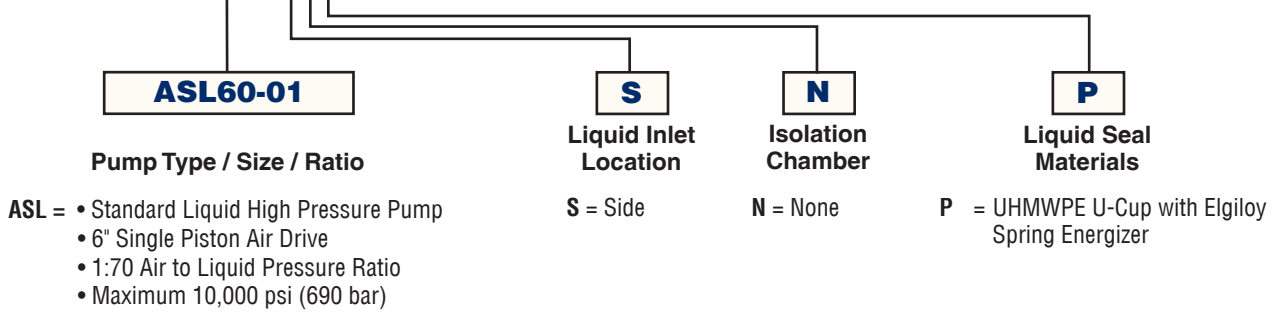 ASL60-01 S N P
Pump Type / Size / Ratio
Liquid Inlet
Location
Isolation
Chamber
Liquid Seal
Materials
ASL = • Standard Liquid High Pressure Pump
• 6" Single Piston Air Drive
• 1:70 Air to Liquid Pressure Ratio
• Maximum 10,000 psi (690 bar)
S = Side
N = None
P = UHMWPE U-Cup with Elgiloy
Spring Energizer